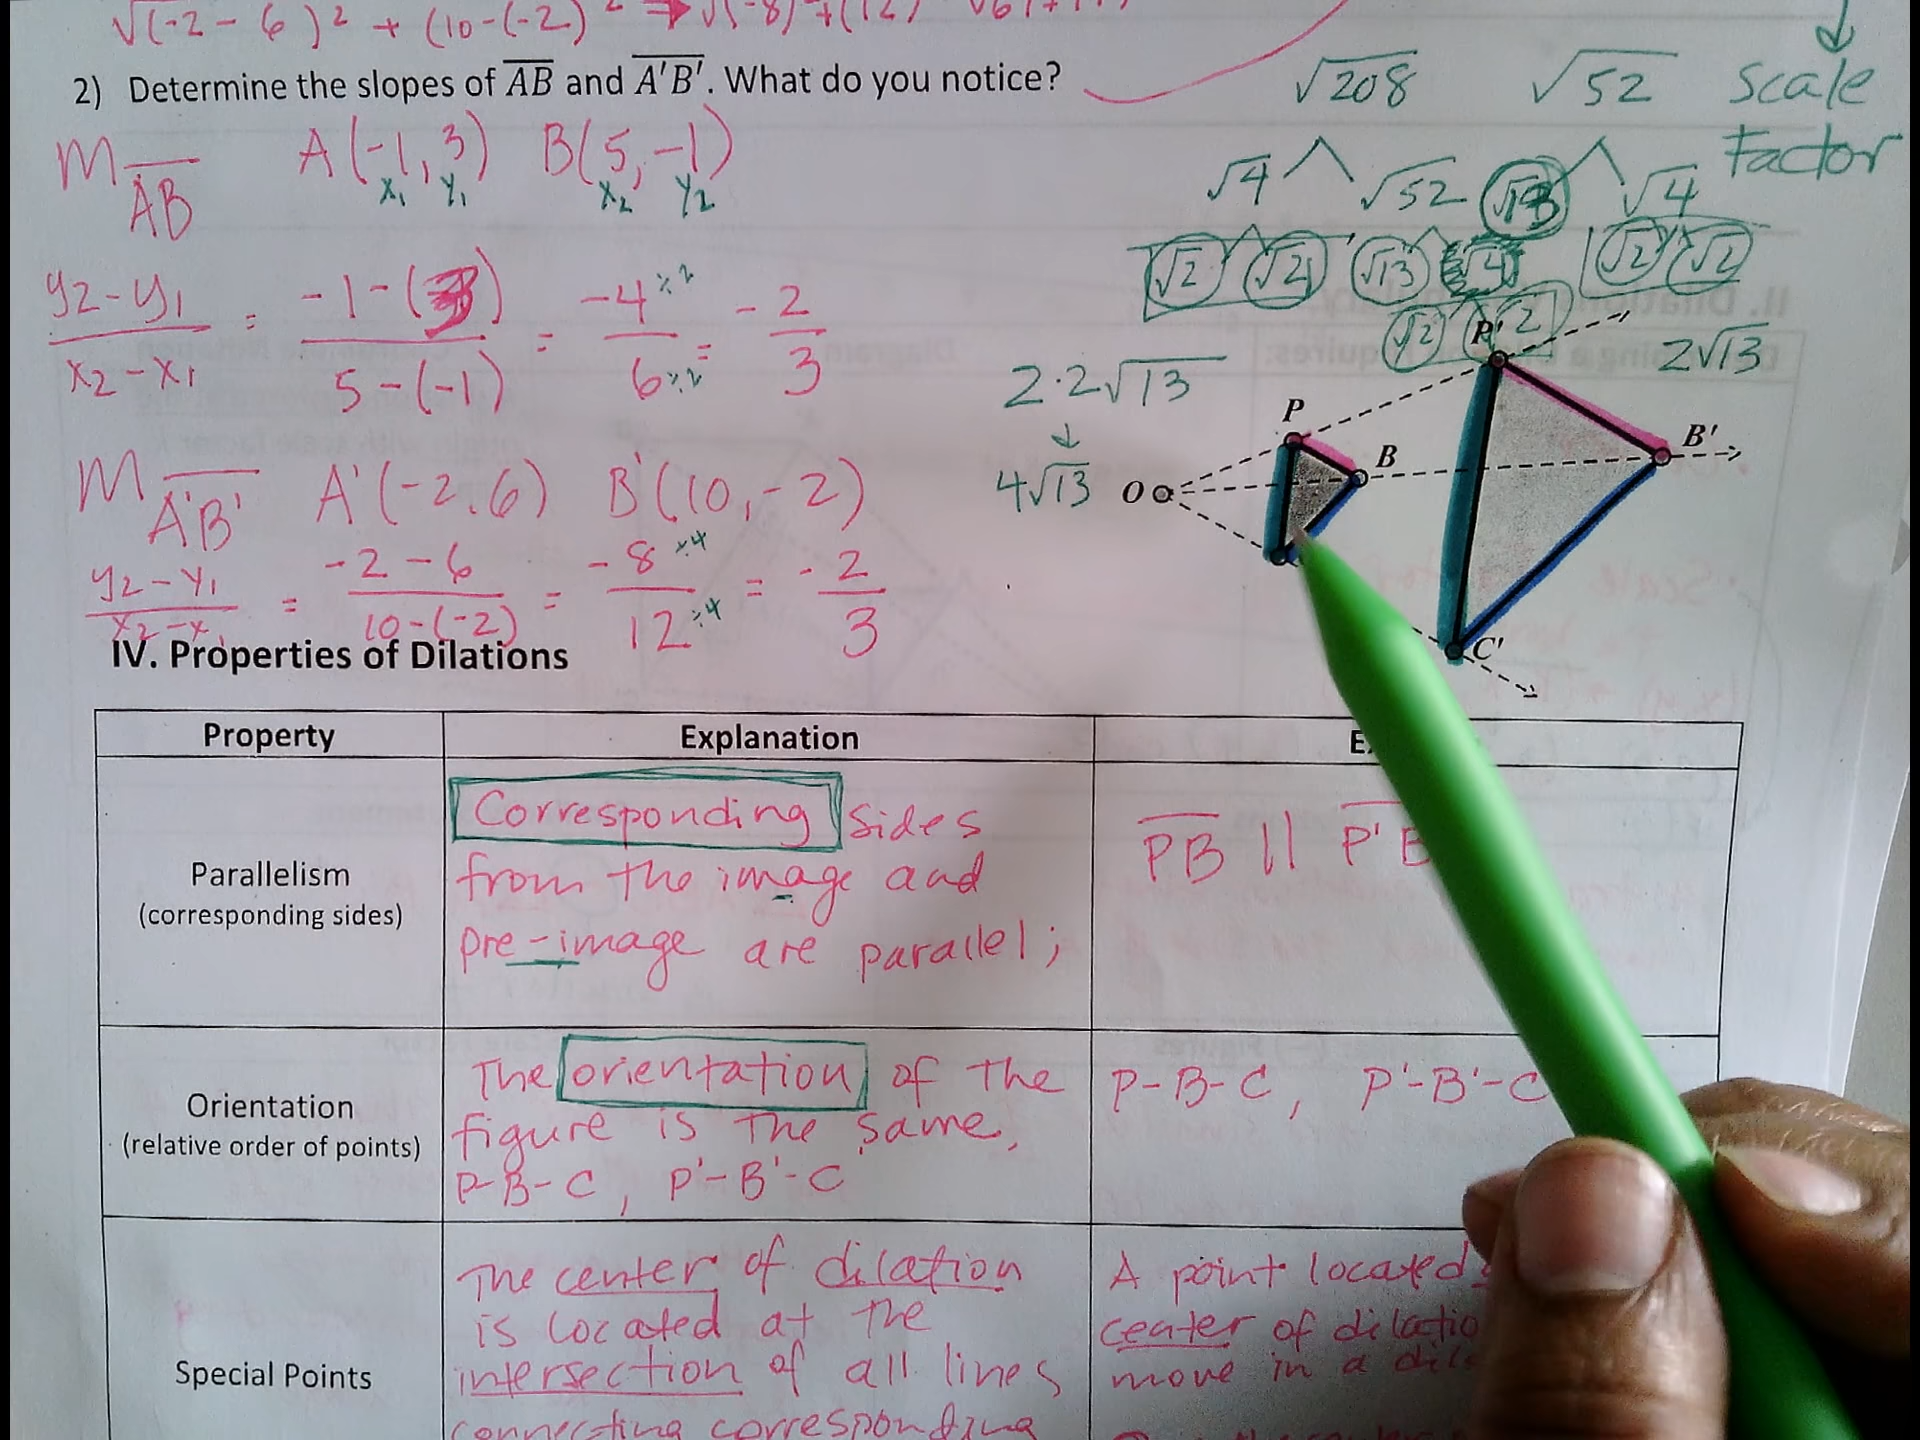 √(-2 - 6)² + (10-(-2)² ⇒ √(-8)
2) Determine the slopes of AB and A'B'. What do you notice?
√208 √52 Scale
Factor
M AB A(-1, 3) B(5, -1)
x₁ y₁ x₂ y₂
√4 √52 √13 √4
√2 √2 √13 √4 √2 √2
√2 √2
y2-y1 / x2-x1 = -1-(3) / 5-(-1) = -4 ÷2 / 6 ÷2 = -2/3
2·2√13 2√13
↓
4√13
P' P B B' O C'
M A'B' A'(-2,6) B'(10,-2)
y2-y1 / x2-x1 = -2-6 / 10-(-2) = -8 ÷4 / 12 ÷4 = -2/3
IV. Properties of Dilations
Property Explanation
Parallelism
(corresponding sides)
Corresponding sides
from the image and
pre-image are parallel;
PB || P'B
Orientation
(relative order of points)
The orientation of the
figure is the same,
P-B-C, P'-B'-C
P-B-C, P'-B'-C
Special Points
The center of dilation
is located at the
intersection of all lines
connecting corresponding
A point located
center of dilatio
move in a dil